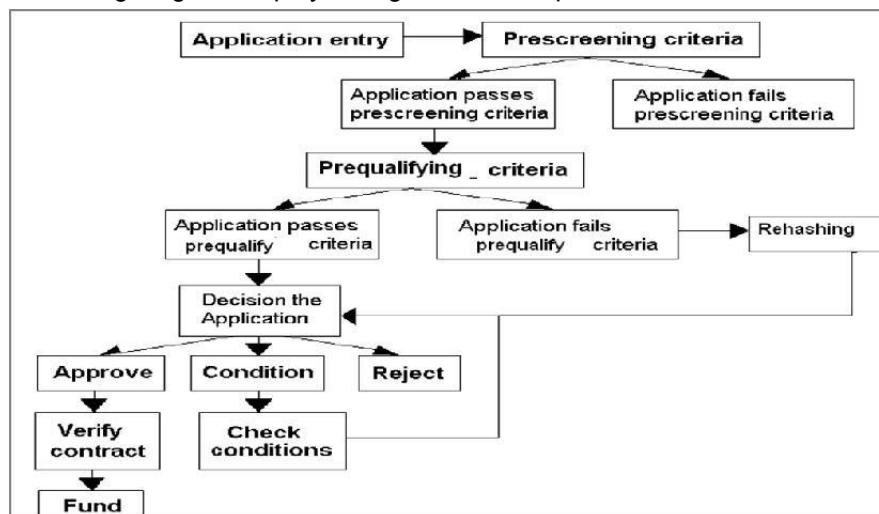 Application entry
Prescreening criteria
Application passes
prescreening criteria
Application fails
prescreening criteria
Prequalifying _ criteria
Application passes
prequalify criteria
Application fails
prequalify criteria
Rehashing
Decision the
Application
Approve
Condition
Reject
Verify
contract
Check
conditions
Fund